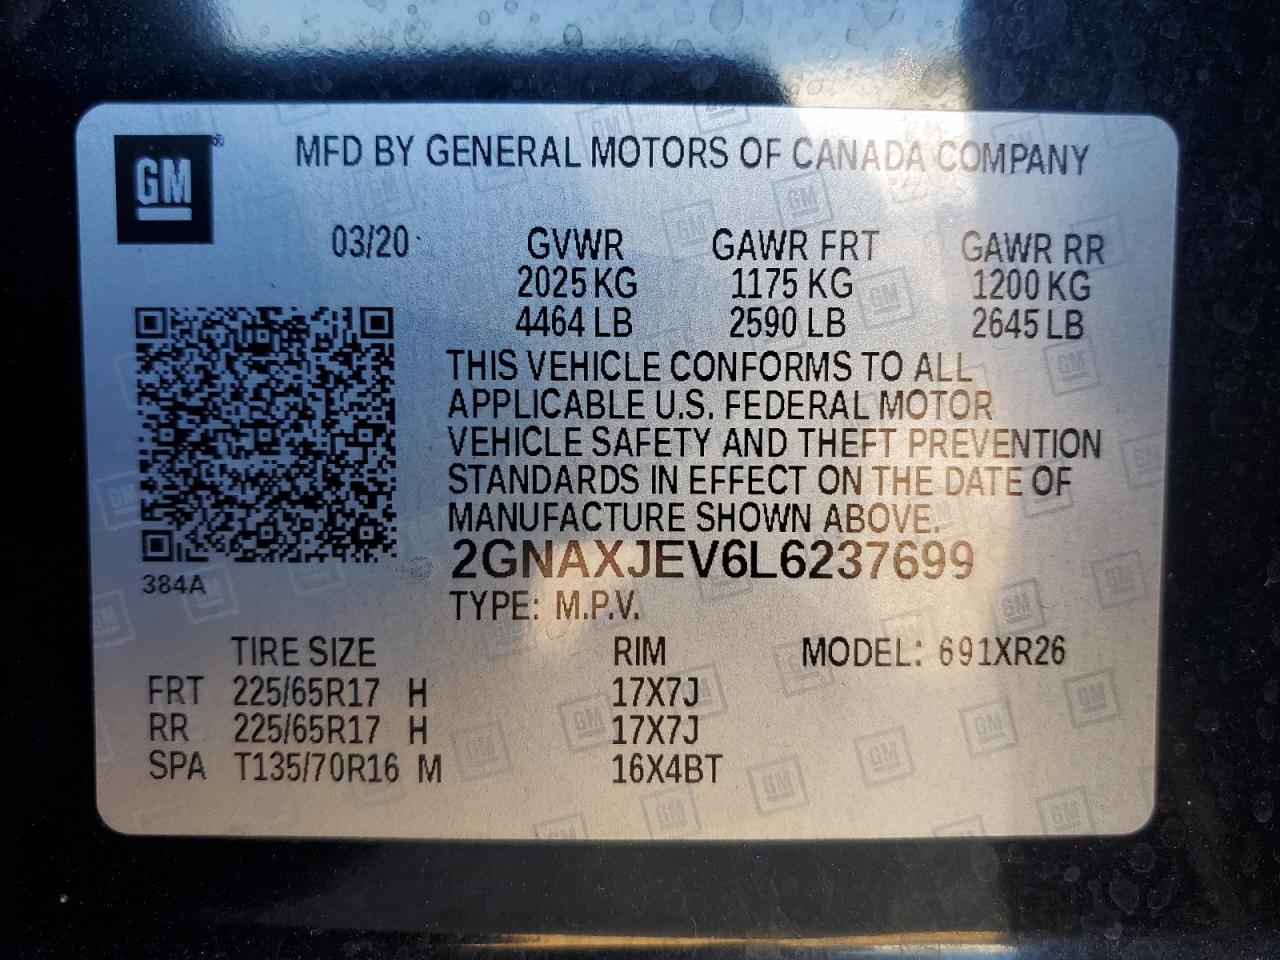 GM®
MFD BY GENERAL MOTORS OF CANADA COMPANY
03/20 GVWR GAWR FRT GAWR RR
2025 KG 1175 KG 1200 KG
4464 LB 2590 LB 2645 LB
THIS VEHICLE CONFORMS TO ALL
APPLICABLE U.S. FEDERAL MOTOR
VEHICLE SAFETY AND THEFT PREVENTION
STANDARDS IN EFFECT ON THE DATE OF
MANUFACTURE SHOWN ABOVE.
384A
2GNAXJEV6L6237699
TYPE: M.P.V.
TIRE SIZE RIM MODEL: 691XR26
FRT 225/65R17 H 17X7J
RR 225/65R17 H 17X7J
SPA T135/70R16 M 16X4BT